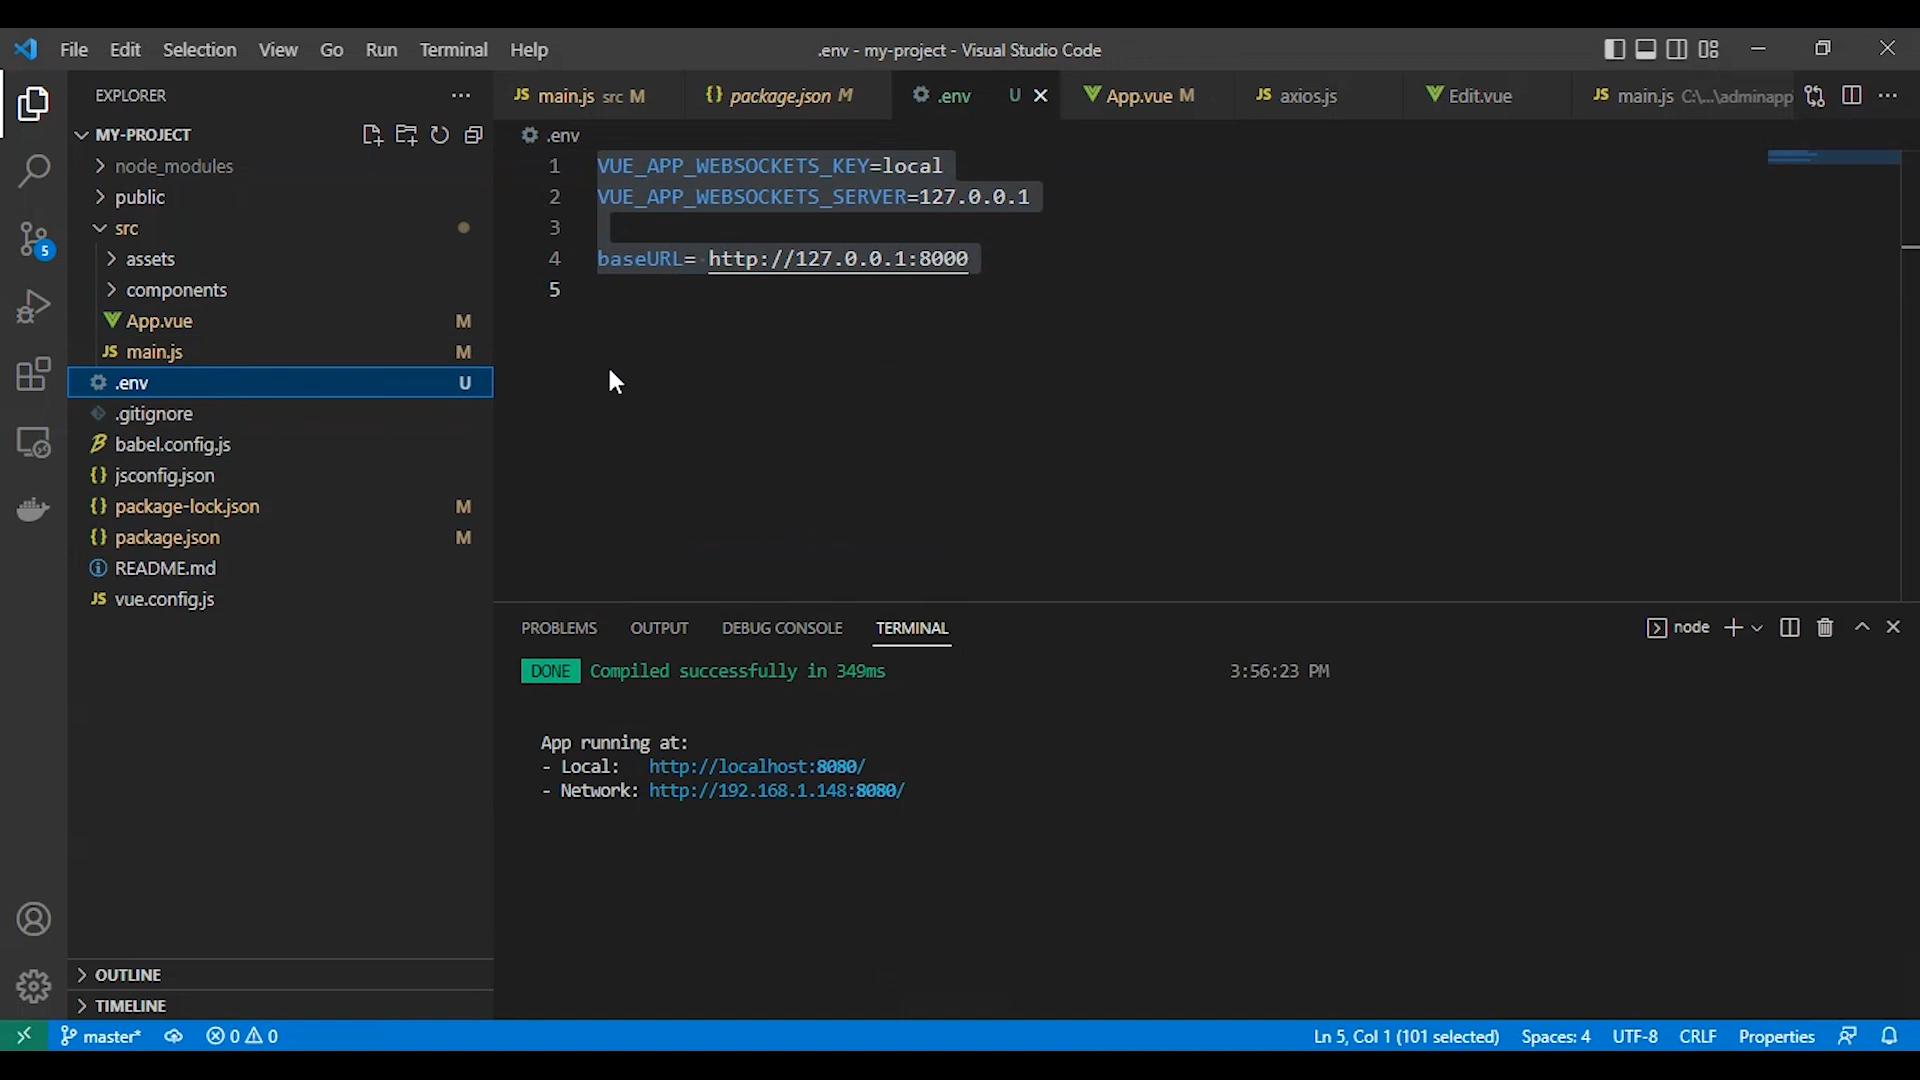 File Edit Selection View Go Run Terminal Help
.env - my-project - Visual Studio Code
EXPLORER
MY-PROJECT
node_modules
public
src
assets
components
App.vue M
main.js M
.env U
.gitignore
babel.config.js
jsconfig.json
package-lock.json M
package.json M
README.md
vue.config.js
OUTLINE
TIMELINE
5
JS main.js src M
{} package.json M
.env U
App.vue M
JS axios.js
Edit.vue
JS main.js C:\...\adminapp
.env
1 VUE_APP_WEBSOCKETS_KEY=local
2 VUE_APP_WEBSOCKETS_SERVER=127.0.0.1
3
4 baseURL= http://127.0.0.1:8000
5
PROBLEMS OUTPUT DEBUG CONSOLE TERMINAL
node
DONE Compiled successfully in 349ms 3:56:23 PM
App running at:
- Local: http://localhost:8080/
- Network: http://192.168.1.148:8080/
master* 0 0
Ln 5, Col 1 (101 selected) Spaces: 4 UTF-8 CRLF Properties